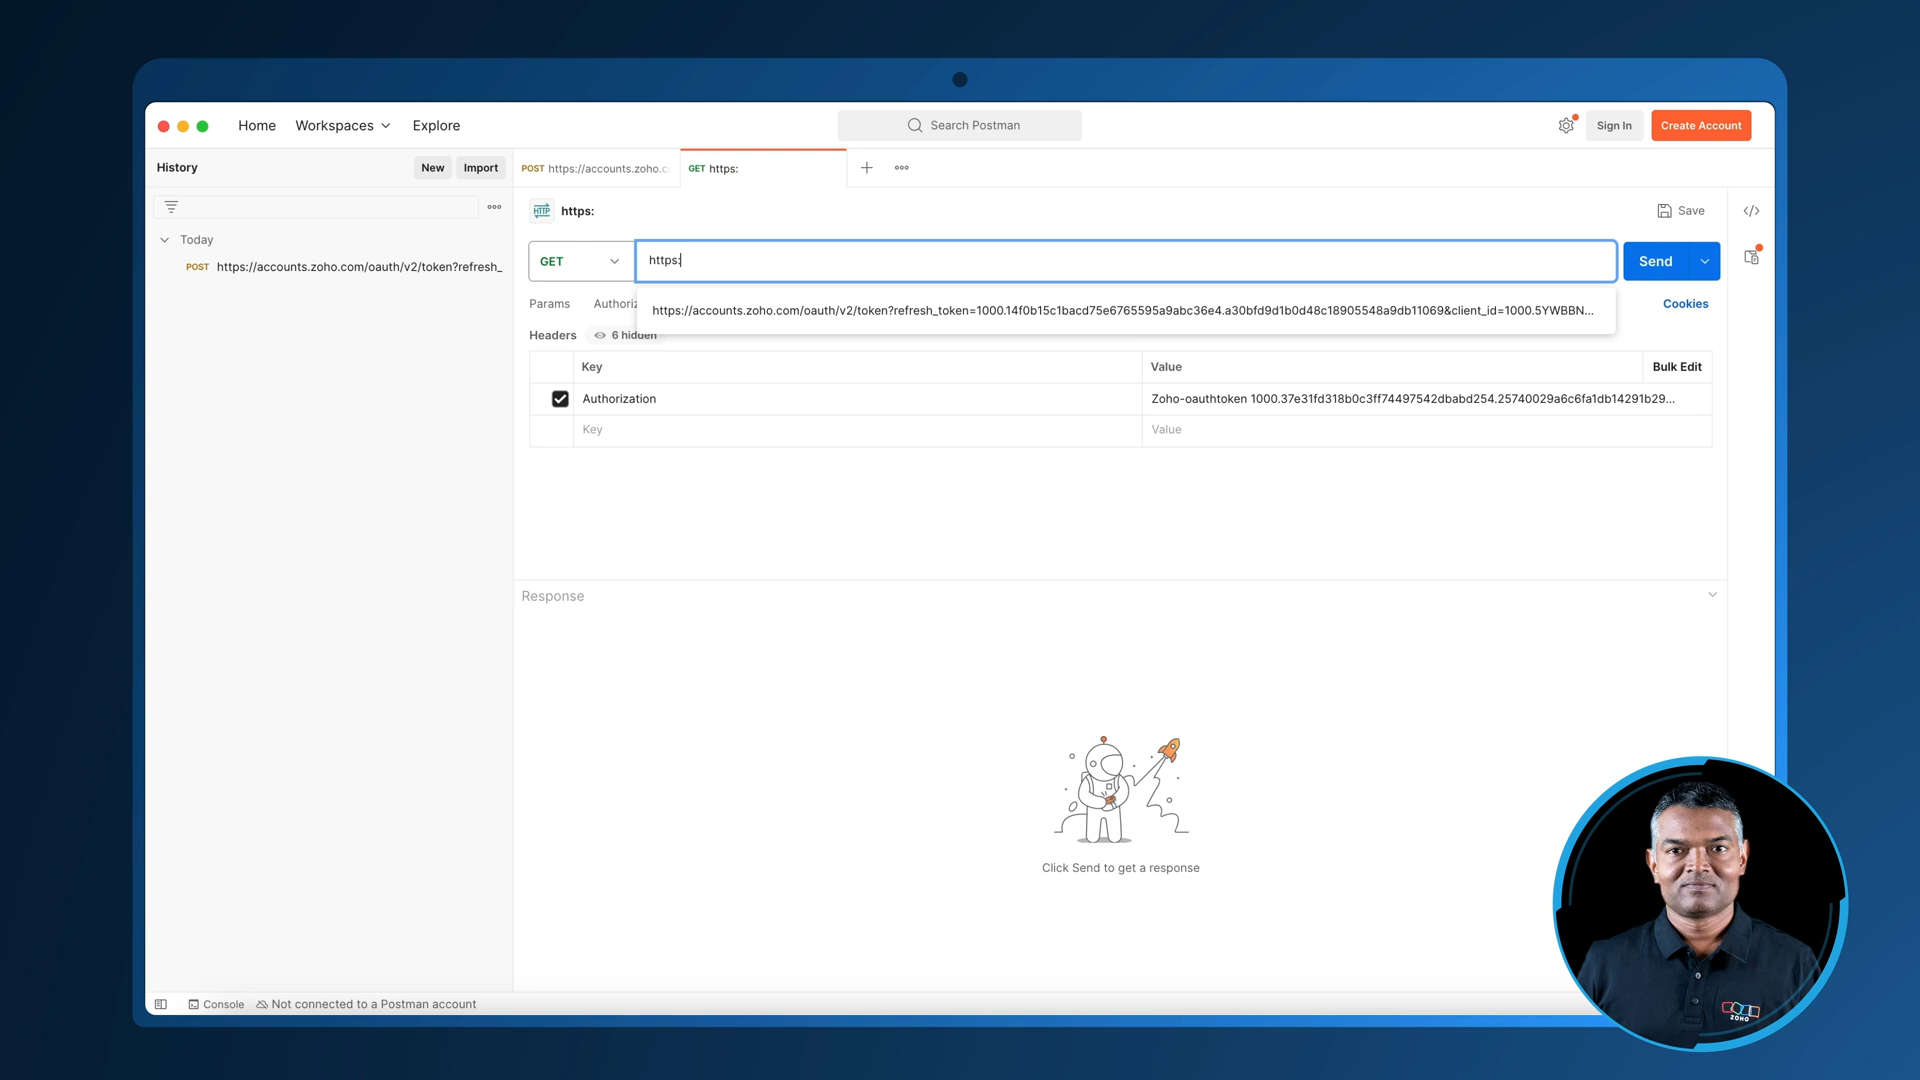 Home Workspaces Explore
Search Postman
Sign In
Create Account
History
New
Import
POST https://accounts.zoho.c
GET https:
HTTP https:
Save
Today
POST https://accounts.zoho.com/oauth/v2/token?refresh_
GET
https:
Send
Params
Authoriz
https://accounts.zoho.com/oauth/v2/token?refresh_token=1000.14f0b15c1bacd75e6765595a9abc36e4.a30bfd9d1b0d48c18905548a9db11069&client_id=1000.5YWBBN...
Cookies
Headers
6 hidden
Key
Value
Bulk Edit
Authorization
Zoho-oauthtoken 1000.37e31fd318b0c3ff74497542dbabd254.25740029a6c6fa1db14291b29...
Key
Value
Response
Click Send to get a response
ZOHO
Console
Not connected to a Postman account